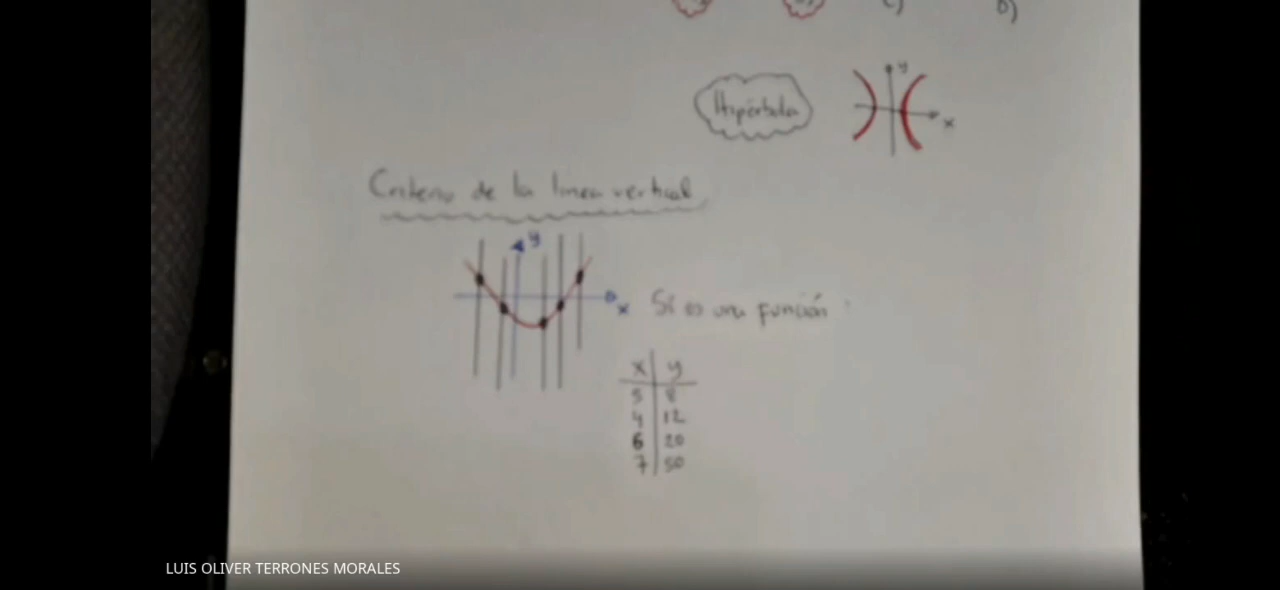 c) D)
Hipérbola
y
x
Criterio de la linea vertical
y
x
Sí es una función
x y
5 8
4 12
6 20
7 50
LUIS OLIVER TERRONES MORALES